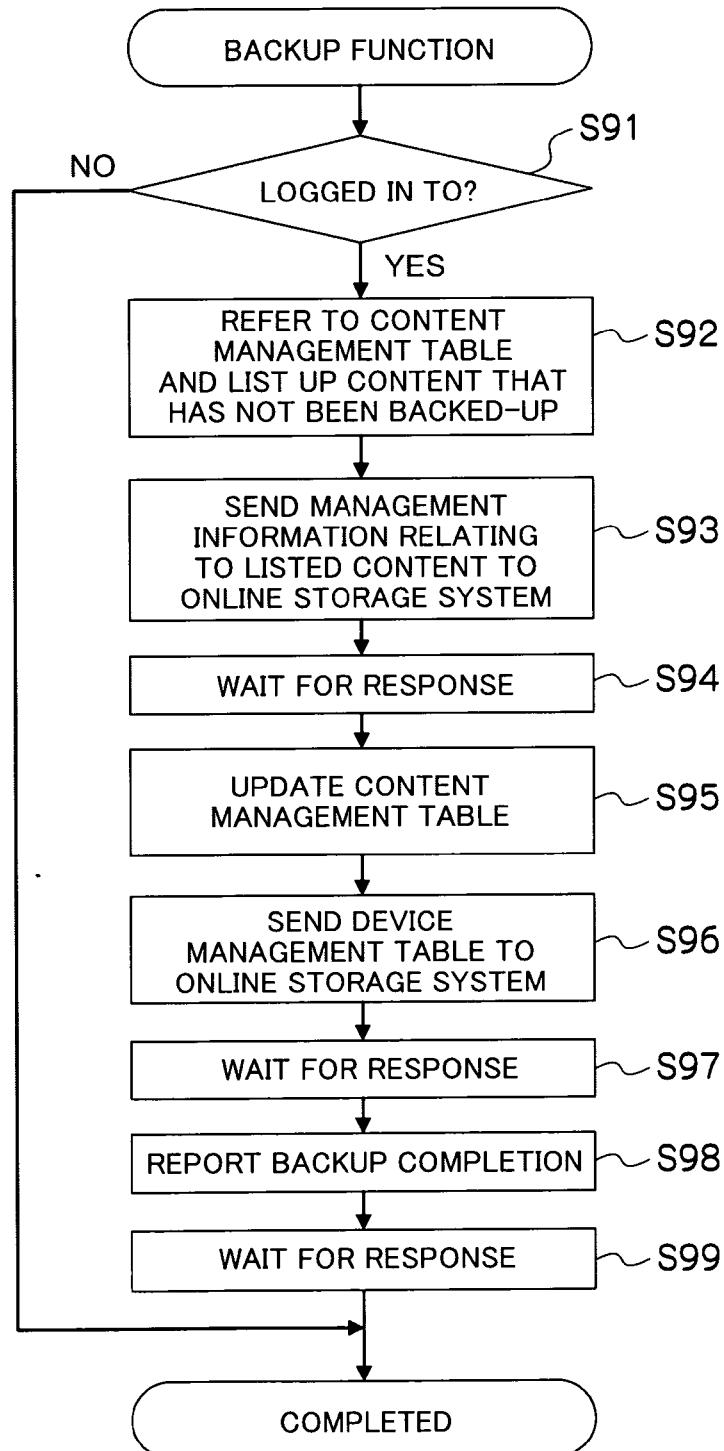 BACKUP FUNCTION
S91
NO
LOGGED IN TO?
YES
REFER TO CONTENT
MANAGEMENT TABLE
AND LIST UP CONTENT THAT
HAS NOT BEEN BACKED-UP
S92
SEND MANAGEMENT
INFORMATION RELATING
TO LISTED CONTENT TO
ONLINE STORAGE SYSTEM
S93
WAIT FOR RESPONSE
S94
UPDATE CONTENT
MANAGEMENT TABLE
S95
SEND DEVICE
MANAGEMENT TABLE TO
ONLINE STORAGE SYSTEM
S96
WAIT FOR RESPONSE
S97
REPORT BACKUP COMPLETION
S98
WAIT FOR RESPONSE
S99
COMPLETED